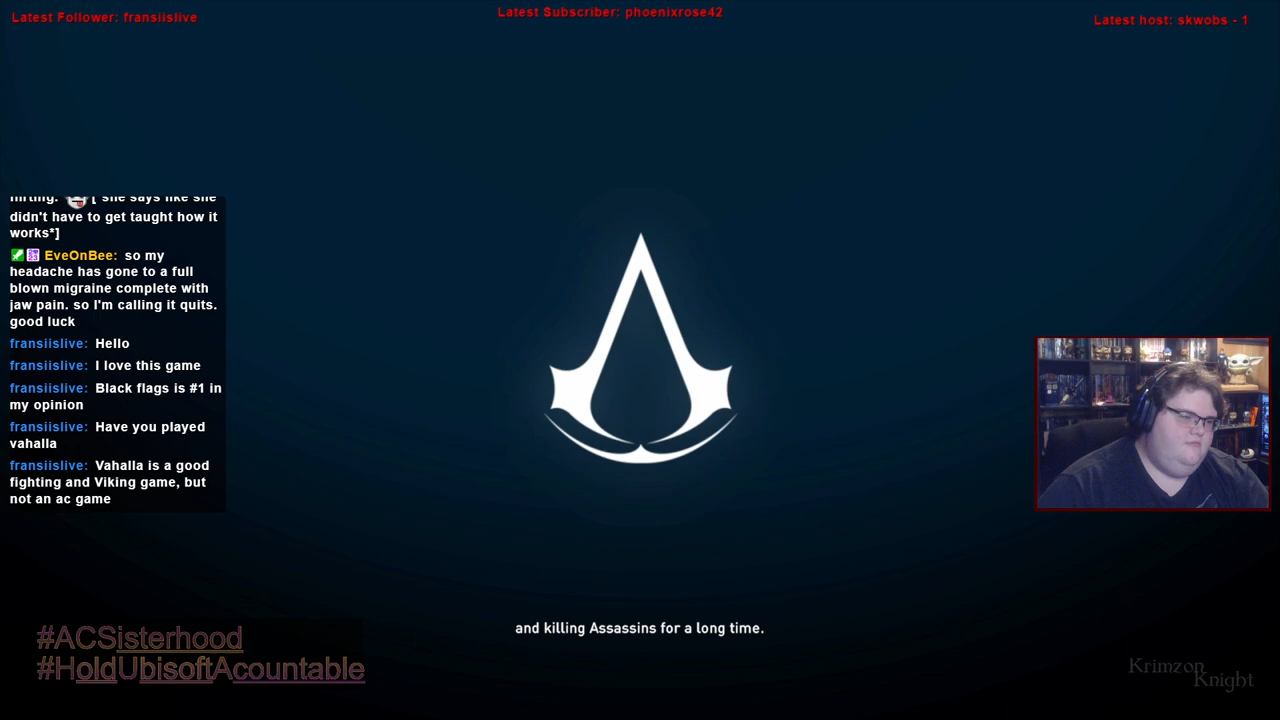 Latest Follower: fransiislive
Latest Subscriber: phoenixrose42
Latest host: skwobs - 1
[ she says like she
didn't have to get taught how it
works*]
EveOnBee: so my
headache has gone to a full
blown migraine complete with
jaw pain. so I'm calling it quits.
good luck
fransiislive: Hello
fransiislive: I love this game
fransiislive: Black flags is #1 in
my opinion
fransiislive: Have you played
vahalla
fransiislive: Vahalla is a good
fighting and Viking game, but
not an ac game
and killing Assassins for a long time.
#ACSisterhood
#HoldUbisoftAcountable
Krimzon
Knight